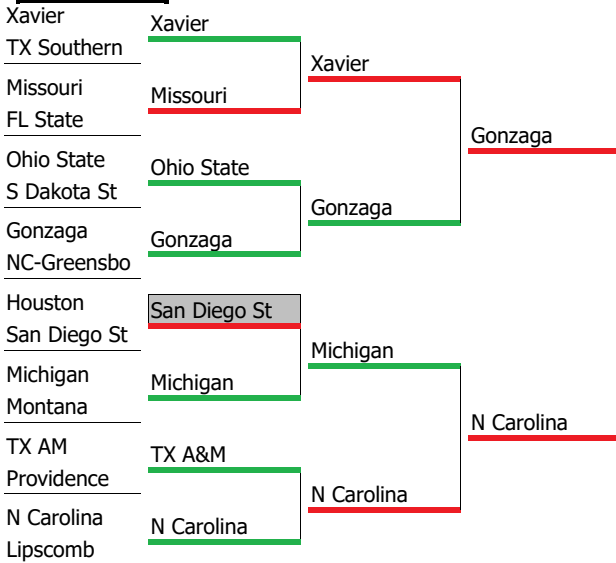 Xavier
TX Southern
Missouri
FL State
Ohio State
S Dakota St
Gonzaga
NC-Greensbo
Houston
San Diego St
Michigan
Montana
TX AM
Providence
N Carolina
Lipscomb
Xavier
Missouri
Ohio State
Gonzaga
San Diego St
Michigan
TX A&M
N Carolina
Xavier
Gonzaga
Michigan
N Carolina
Gonzaga
N Carolina